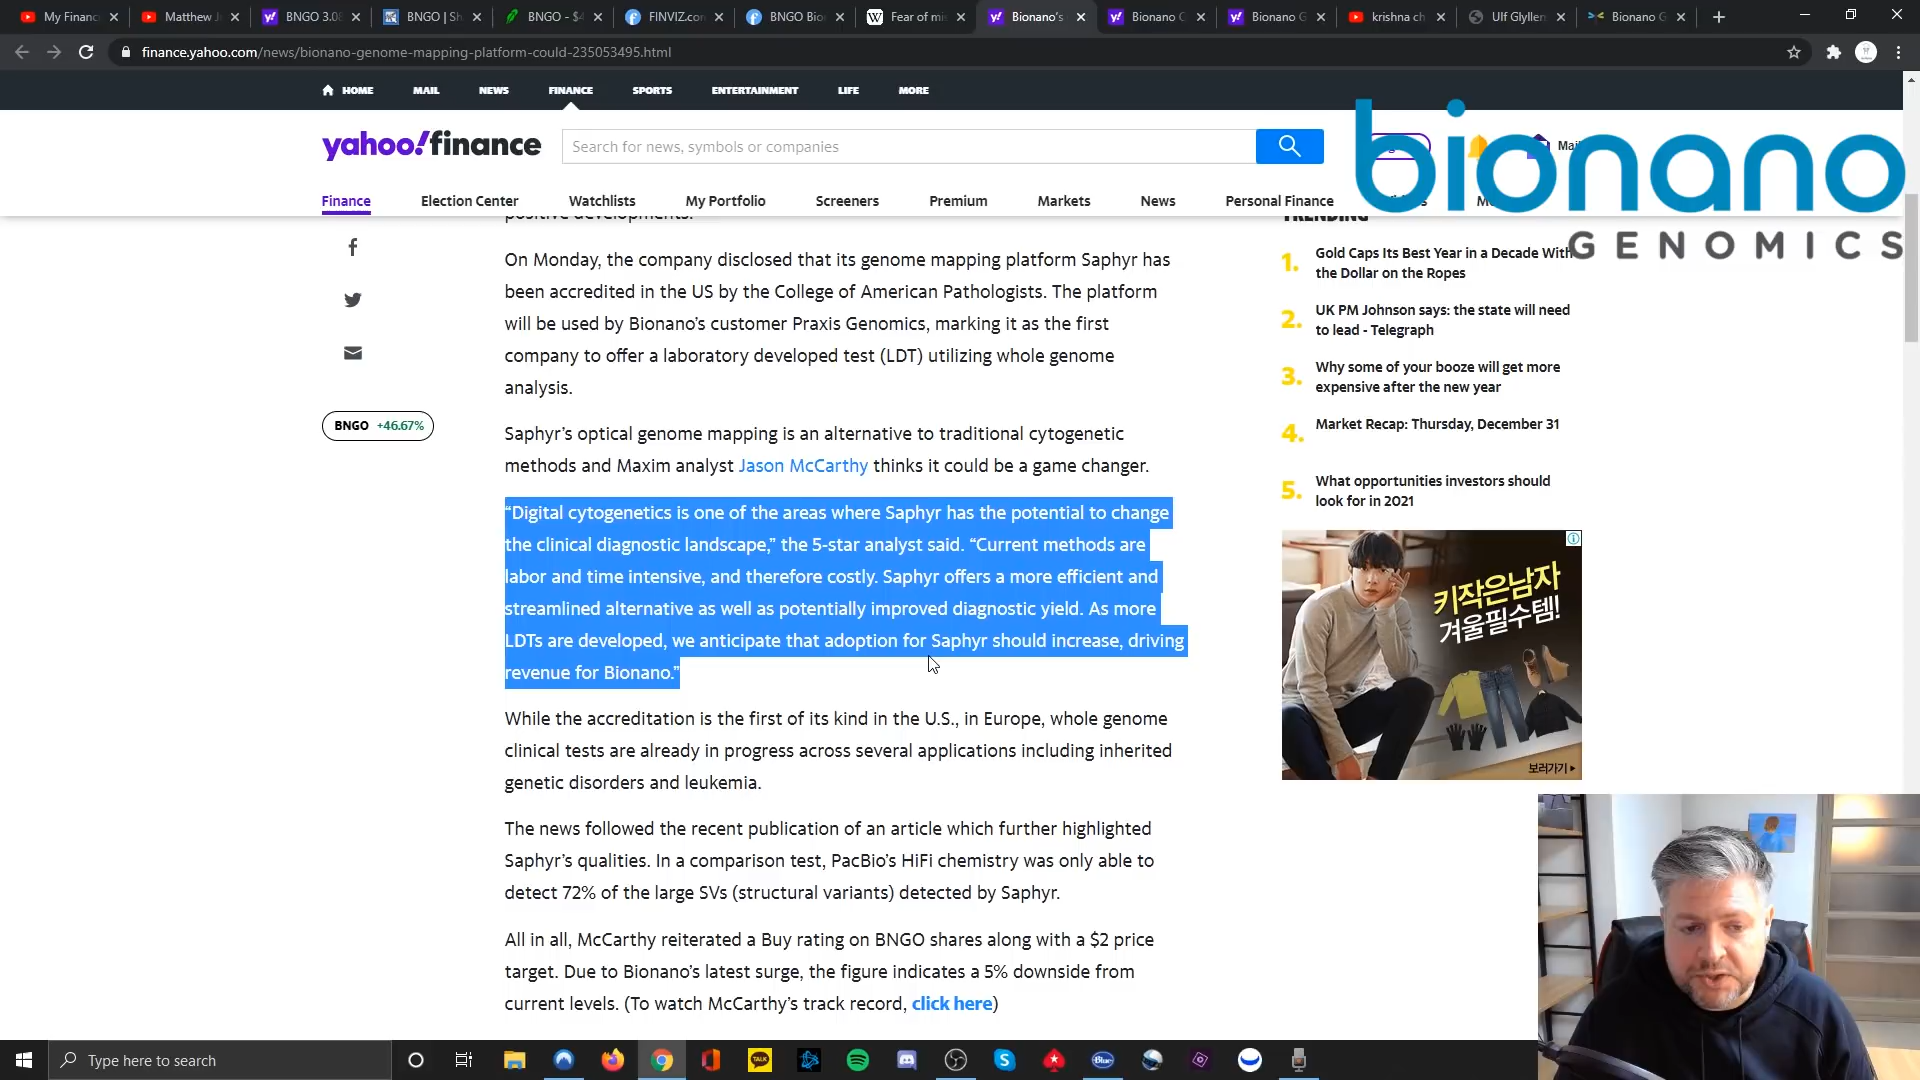 My Financ
Matthew J
BNGO 3.08
BNGO | S
BNGO - $4
FINVIZ.co
BNGO Bio
Fear of mi
Bionano's
Bionano G
Bionano G
krishna ch
Ulf Glyllen
Bionano G
finance.yahoo.com/news/bionano-genome-mapping-platform-could-235053495.html
HOME MAIL NEWS FINANCE SPORTS ENTERTAINMENT LIFE MORE
yahoo!finance
Search for news, symbols or companies
Mail
bionano
GENOMICS
Finance Election Center Watchlists My Portfolio Screeners Premium Markets News Personal Finance
positive developments.
On Monday, the company disclosed that its genome mapping platform Saphyr has
been accredited in the US by the College of American Pathologists. The platform
will be used by Bionano’s customer Praxis Genomics, marking it as the first
company to offer a laboratory developed test (LDT) utilizing whole genome
analysis.
BNGO +46.67%
Saphyr’s optical genome mapping is an alternative to traditional cytogenetic
methods and Maxim analyst Jason McCarthy thinks it could be a game changer.
“Digital cytogenetics is one of the areas where Saphyr has the potential to change
the clinical diagnostic landscape,” the 5-star analyst said. “Current methods are
labor and time intensive, and therefore costly. Saphyr offers a more efficient and
streamlined alternative as well as potentially improved diagnostic yield. As more
LDTs are developed, we anticipate that adoption for Saphyr should increase, driving
revenue for Bionano.”
While the accreditation is the first of its kind in the U.S., in Europe, whole genome
clinical tests are already in progress across several applications including inherited
genetic disorders and leukemia.
The news followed the recent publication of an article which further highlighted
Saphyr’s qualities. In a comparison test, PacBio’s HiFi chemistry was only able to
detect 72% of the large SVs (structural variants) detected by Saphyr.
All in all, McCarthy reiterated a Buy rating on BNGO shares along with a $2 price
target. Due to Bionano’s latest surge, the figure indicates a 5% downside from
current levels. (To watch McCarthy’s track record, click here)
TRENDING
1. Gold Caps Its Best Year in a Decade With
the Dollar on the Ropes
2. UK PM Johnson says: the state will need
to lead - Telegraph
3. Why some of your booze will get more
expensive after the new year
4. Market Recap: Thursday, December 31
5. What opportunities investors should
look for in 2021
키작은남자
겨울필수템!
보러가기
Type here to search
TALK
Blue